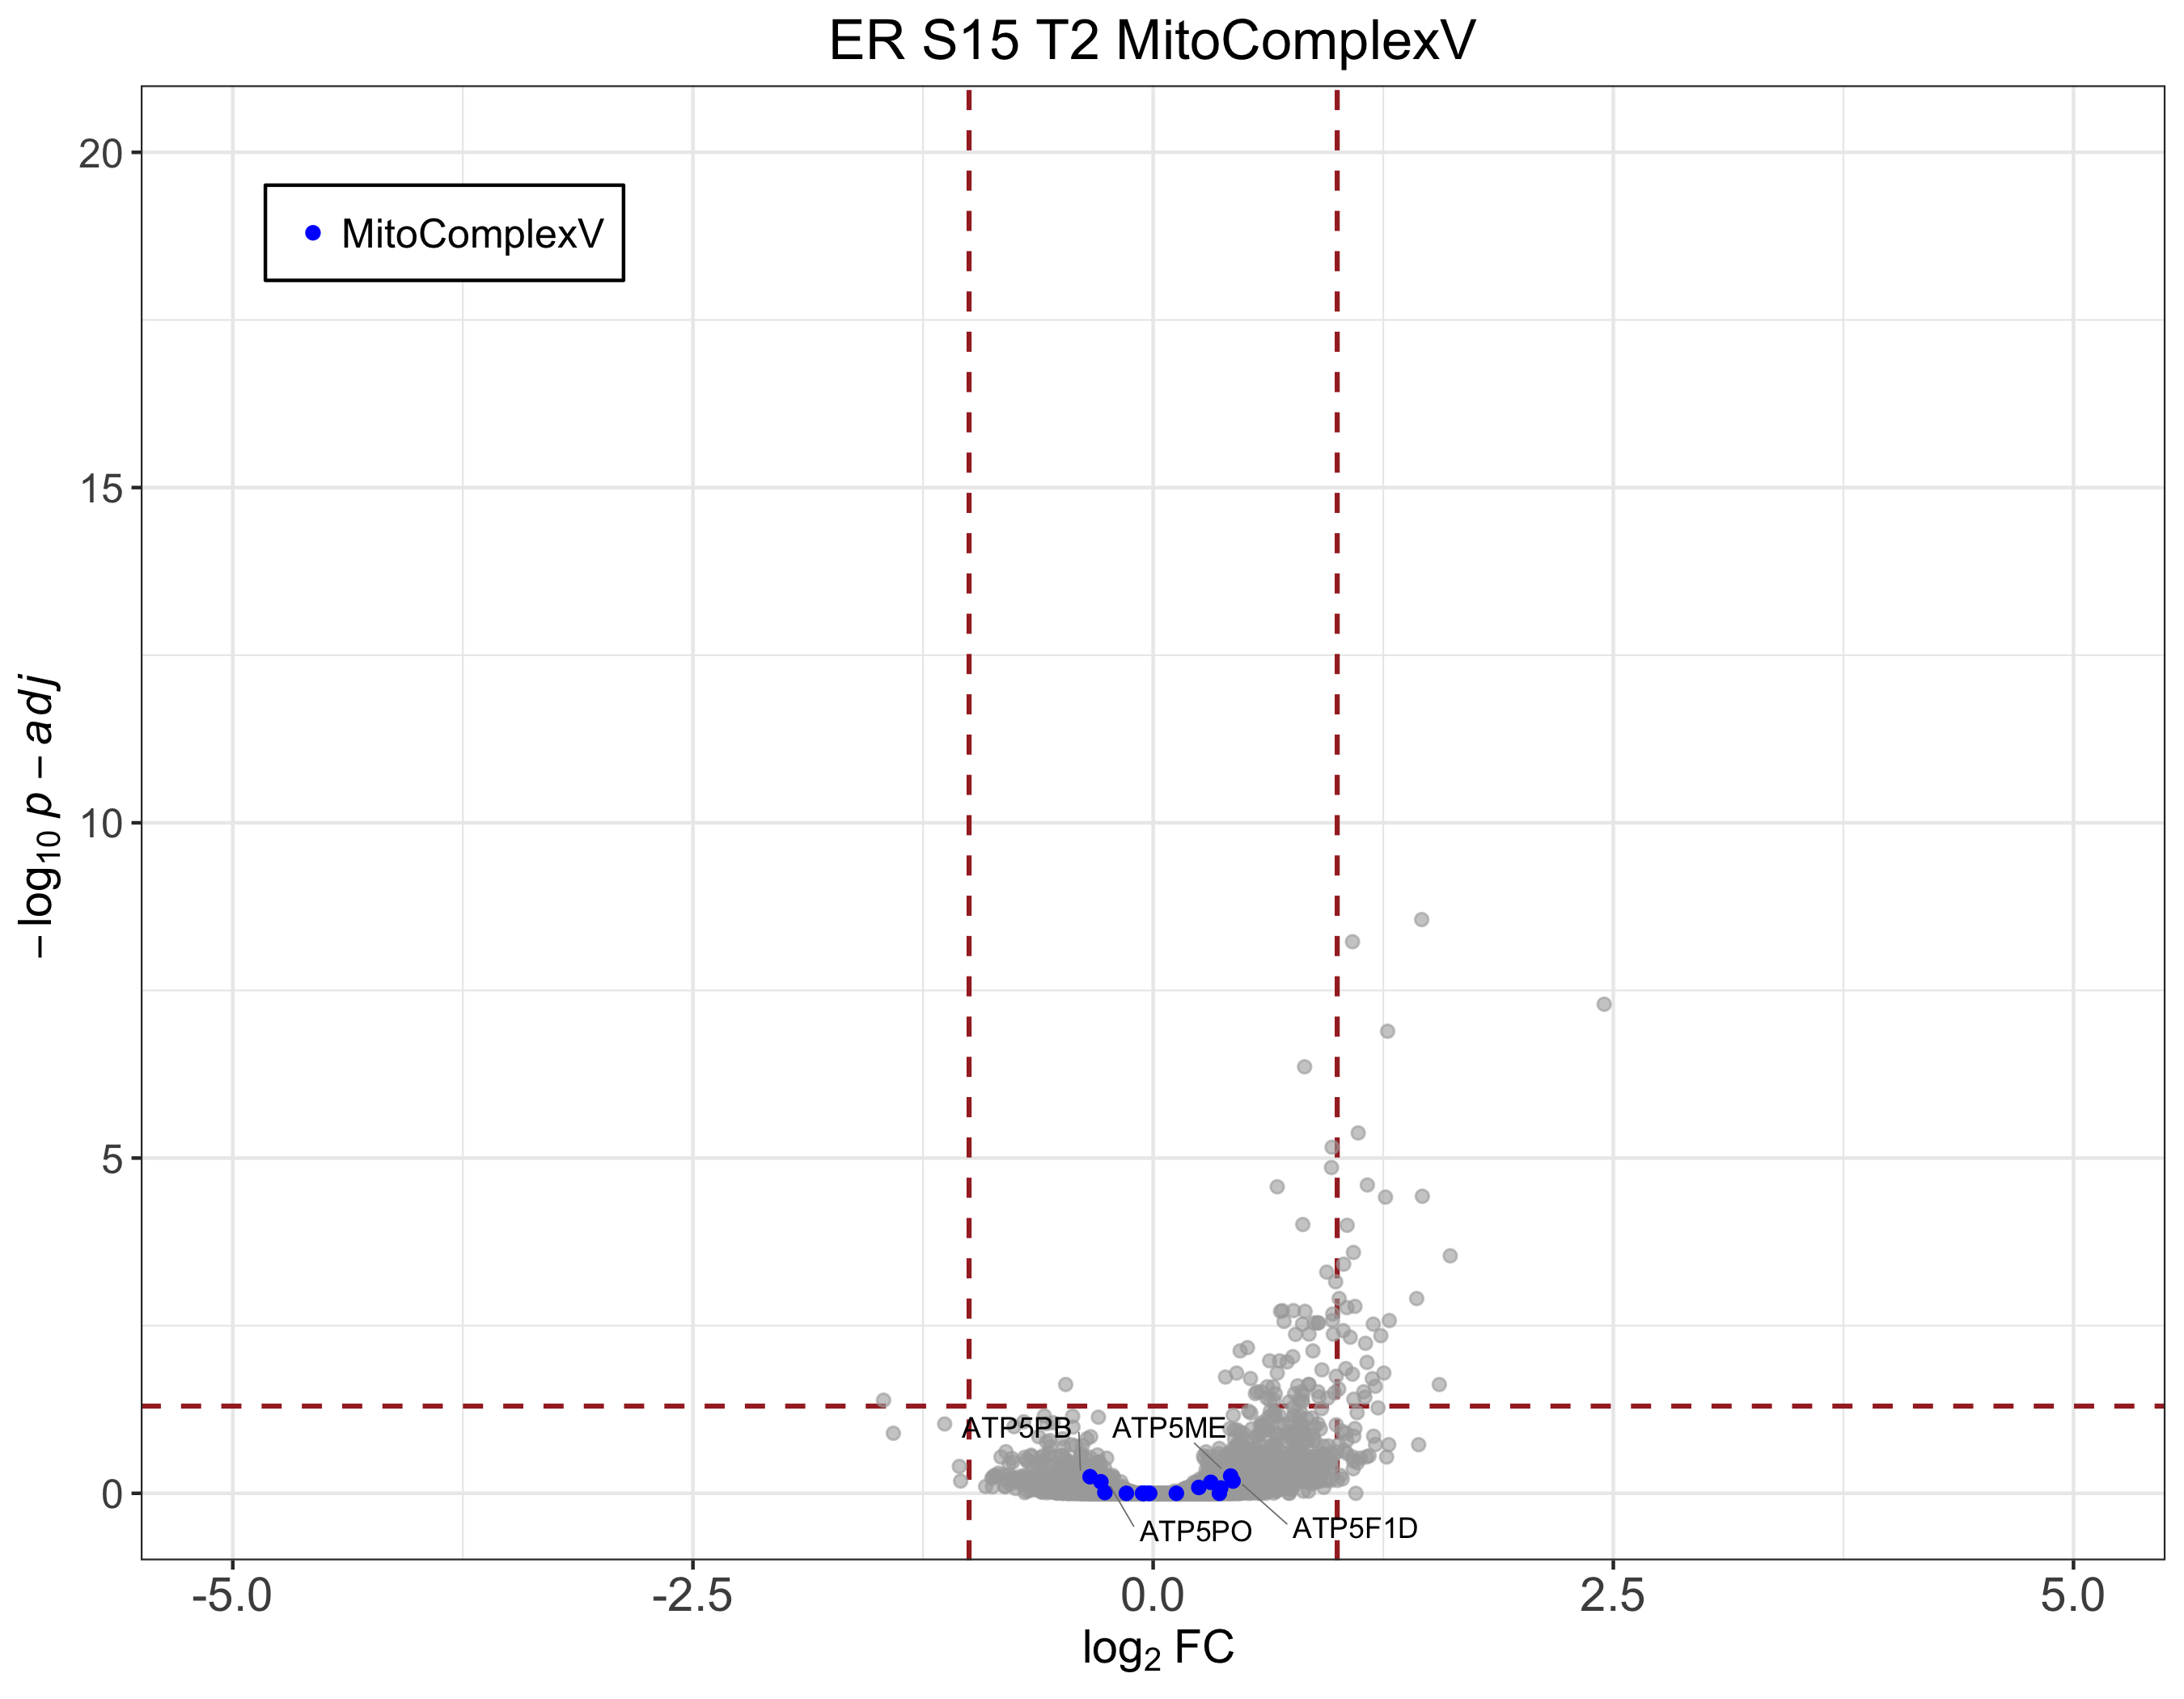 ER S15 T2 MitoComplexV
20
MitoComplexV
15
10
5
0
−log10 p − adj
ATP5PB
ATP5ME
ATP5PO
ATP5F1D
-5.0
-2.5
0.0
2.5
5.0
log2 FC